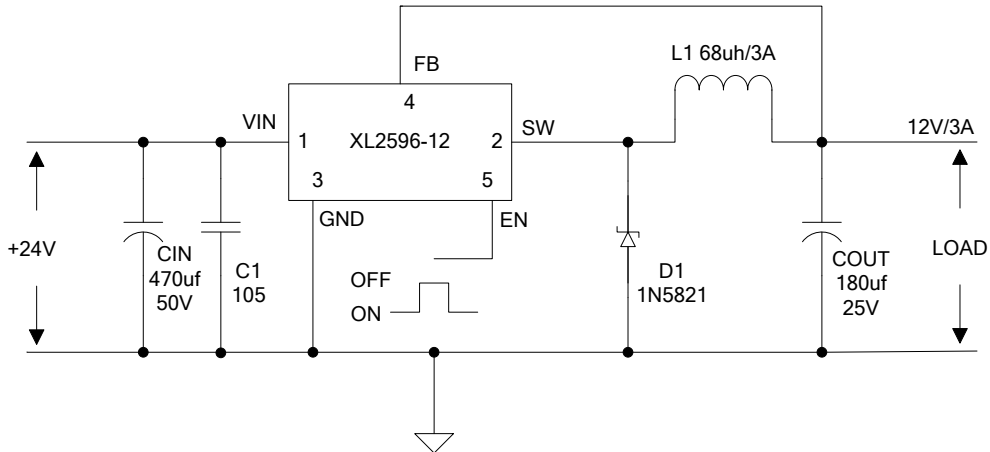 FB
L1 68uh/3A
4
VIN
1
XL2596-12
2
SW
12V/3A
3
5
GND
EN
+24V
CIN
470uf
50V
C1
105
OFF
ON
D1
1N5821
COUT
180uf
25V
LOAD